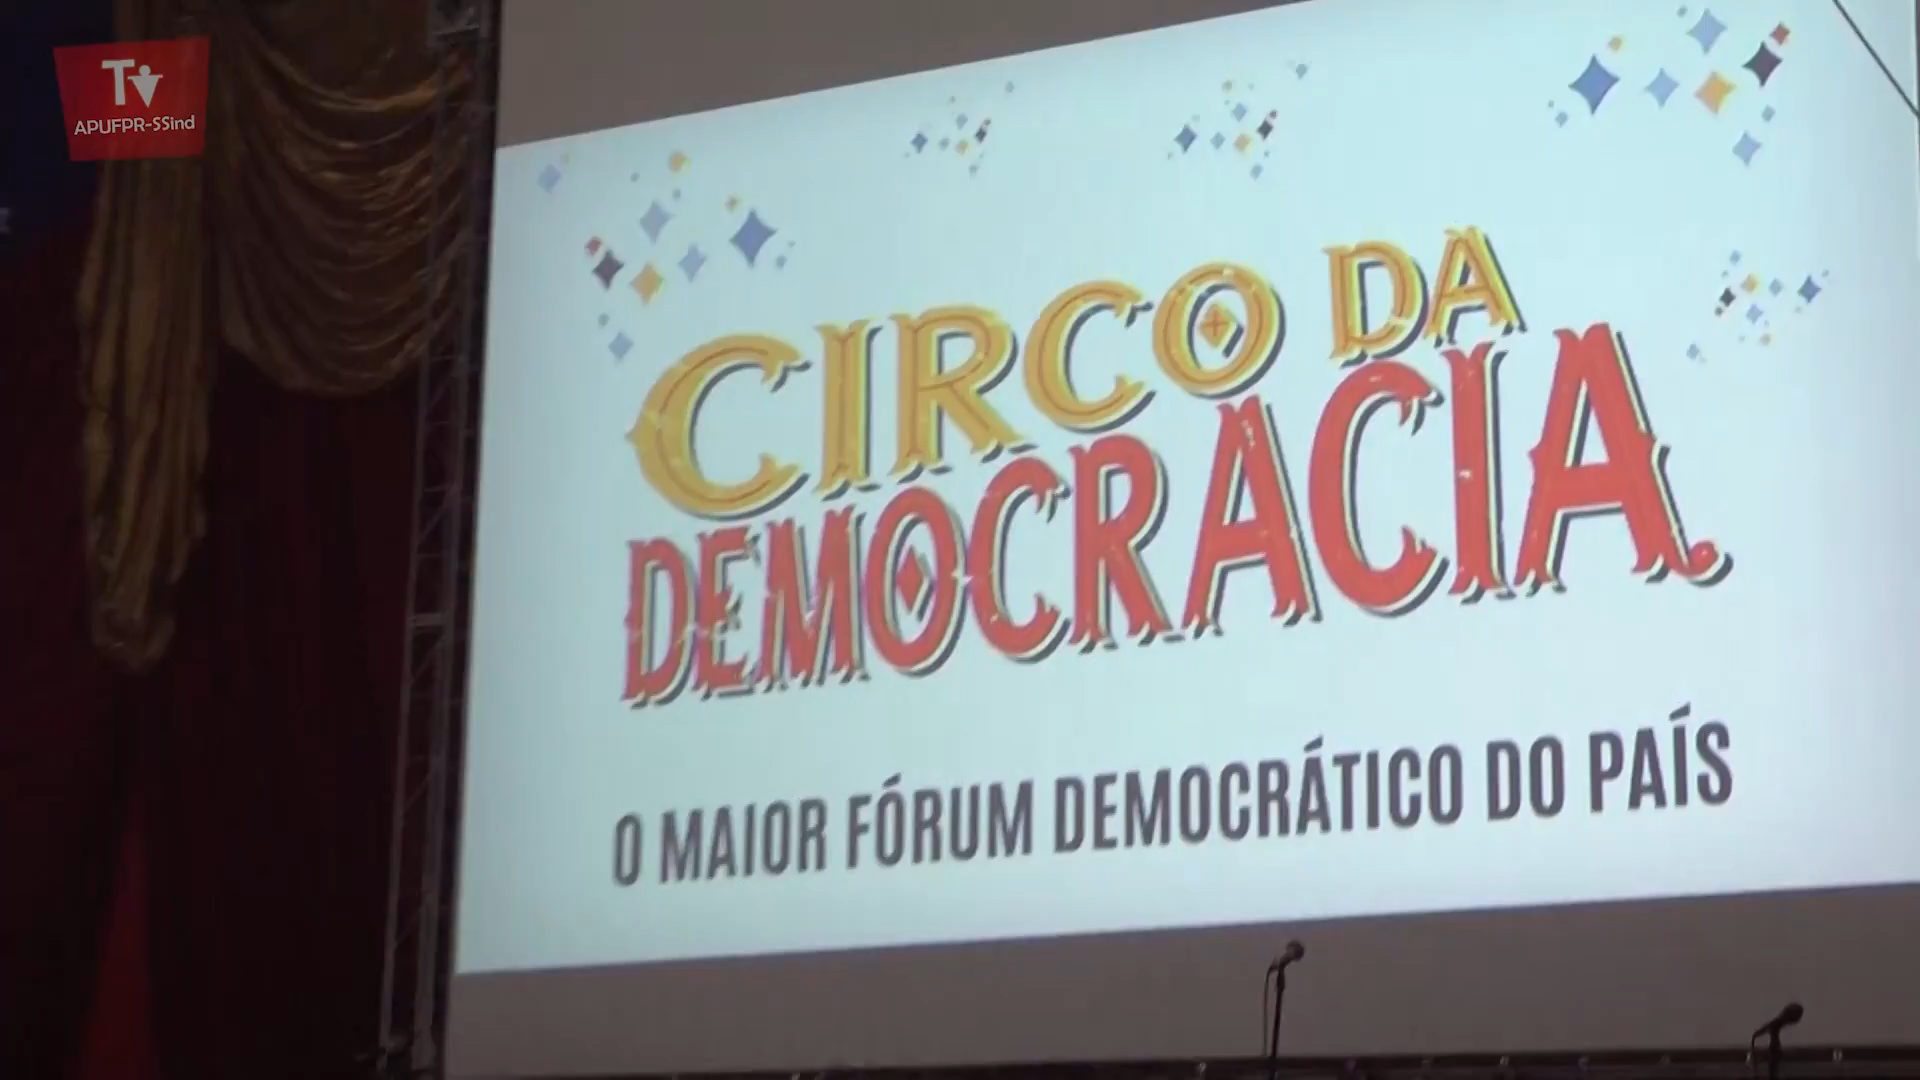 TV
APUFPR-SSind
CIRCO DA
DEMOCRACIA
O MAIOR FÓRUM DEMOCRÁTICO DO PAÍS